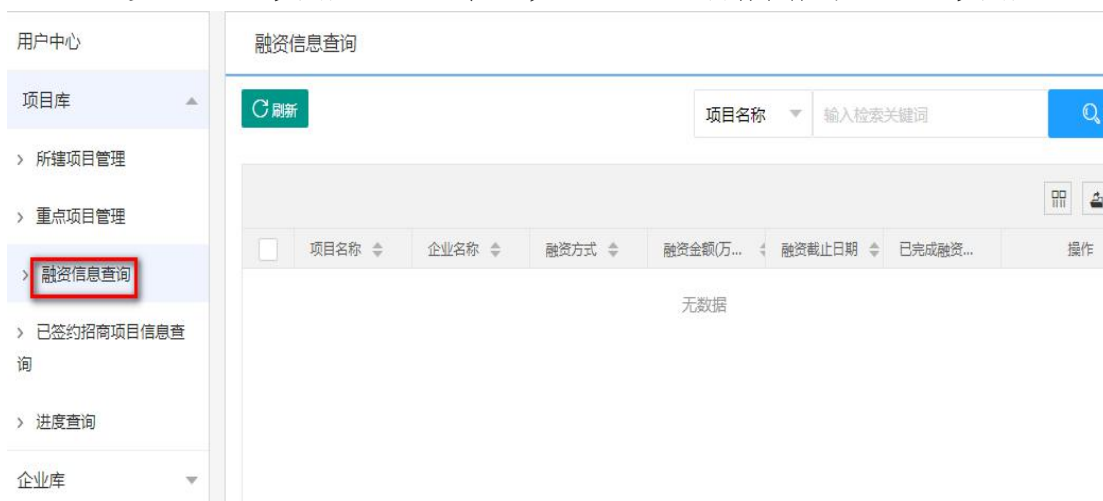 用户中心
融资信息查询
项目库
刷新
项目名称 输入检索关键词
> 所辖项目管理
> 重点项目管理
项目名称 企业名称 融资方式 融资金额(万... 融资截止日期 已完成融资... 操作
> 融资信息查询
无数据
> 已签约招商项目信息查
询
> 进度查询
企业库